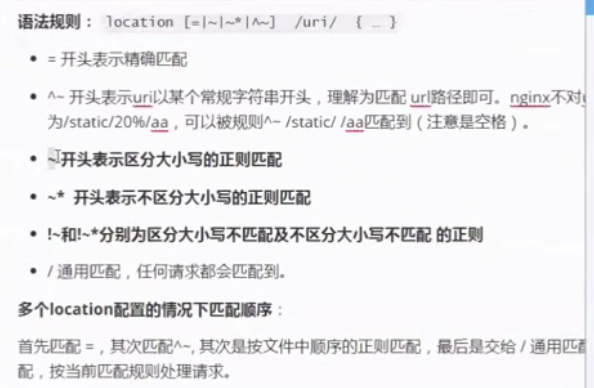 语法规则： location [=|~|~*|^~] /uri/ { … }
= 开头表示精确匹配
^~ 开头表示uri以某个常规字符串开头，理解为匹配 url路径即可。nginx不对
为/static/20%/aa，可以被规则^~ /static/ /aa匹配到（注意是空格）。
~开头表示区分大小写的正则匹配
~* 开头表示不区分大小写的正则匹配
!~和!~*分别为区分大小写不匹配及不区分大小写不匹配 的正则
/ 通用匹配，任何请求都会匹配到。
多个location配置的情况下匹配顺序：
首先匹配 =，其次匹配^~, 其次是按文件中顺序的正则匹配，最后是交给 / 通用匹
配，按当前匹配规则处理请求。